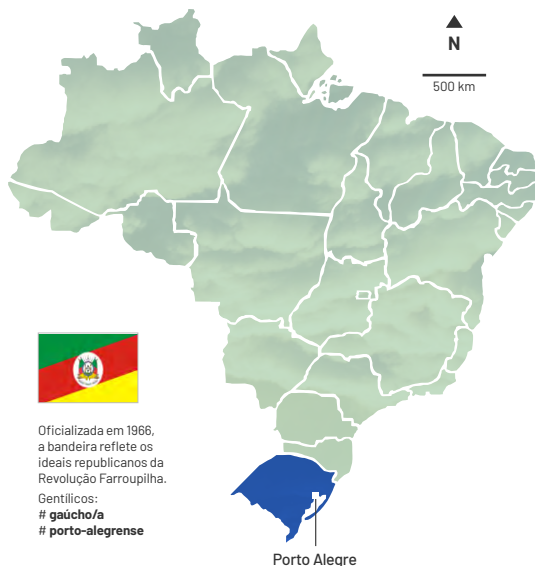 N
500 km
Oficializada em 1966,
a bandeira reflete os
ideais republicanos da
Revolução Farroupilha.
Gentílicos:
# gaúcho/a
# porto-alegrense
Porto Alegre